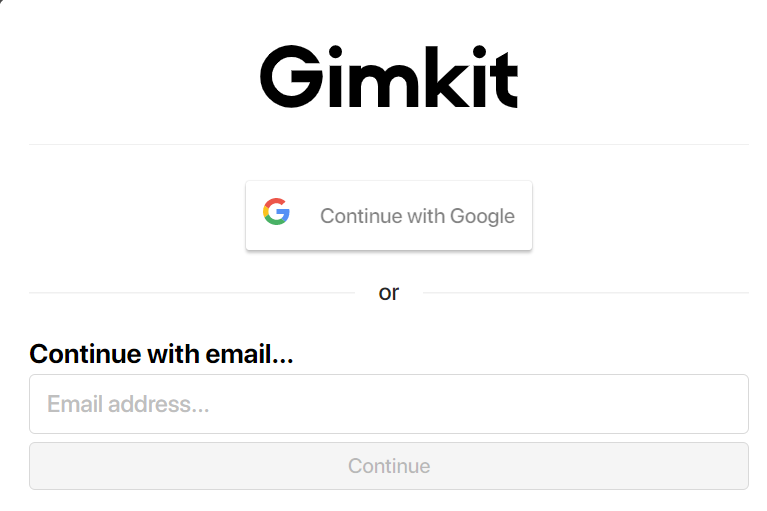 Gimkit
Continue with Google
or
Continue with email...
Email address...
Continue